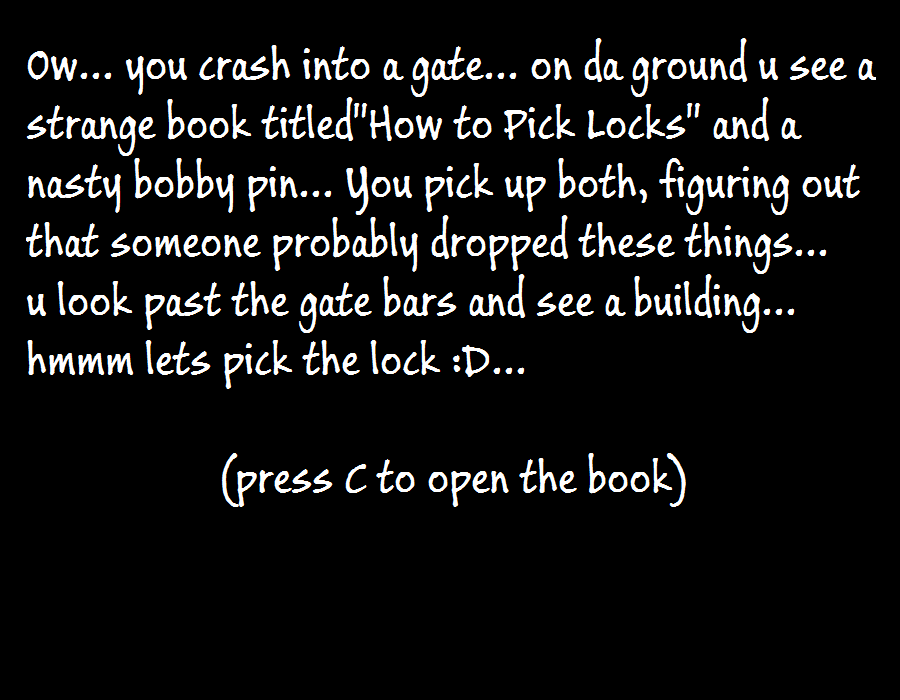 Ow... you crash into a gate... on da ground u see a
strange book titled"How to Pick Locks" and a
nasty bobby pin... You pick up both, figuring out
that someone probably dropped these things...
u look past the gate bars and see a building...
hmmm lets pick the lock :D...
(press C to open the book)